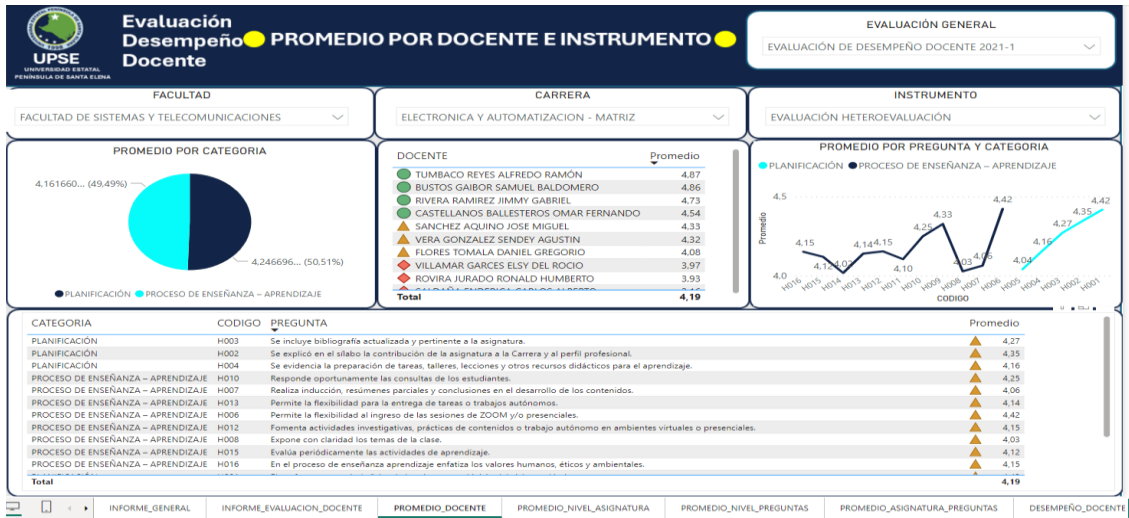 Evaluación
Desempeño
Docente
PROMEDIO POR DOCENTE E INSTRUMENTO
UPSE
UNIVERSIDAD ESTATAL
PENÍNSULA DE SANTA ELENA
EVALUACIÓN GENERAL
EVALUACIÓN DE DESEMPEÑO DOCENTE 2021-1
FACULTAD
FACULTAD DE SISTEMAS Y TELECOMUNICACIONES
CARRERA
ELECTRONICA Y AUTOMATIZACION - MATRIZ
INSTRUMENTO
EVALUACIÓN HETEROEVALUACIÓN
PROMEDIO POR CATEGORIA
4,161660... (49,49%)
4,246696... (50,51%)
PLANIFICACIÓN PROCESO DE ENSEÑANZA – APRENDIZAJE
DOCENTE Promedio
TUMBACO REYES ALFREDO RAMÓN 4,87
BUSTOS GAIBOR SAMUEL BALDOMERO 4,86
RIVERA RAMIREZ JIMMY GABRIEL 4,73
CASTELLANOS BALLESTEROS OMAR FERNANDO 4,54
SANCHEZ AQUINO JOSE MIGUEL 4,33
VERA GONZALEZ SENDEY AGUSTIN 4,32
FLORES TOMALA DANIEL GREGORIO 4,08
VILLAMAR GARCES ELSY DEL ROCIO 3,97
ROVIRA JURADO RONALD HUMBERTO 3,93
Total 4,19
PROMEDIO POR PREGUNTA Y CATEGORIA
PLANIFICACIÓN PROCESO DE ENSEÑANZA – APRENDIZAJE
4.5
4.0
Promedio
4,15
4,12
4,02
4,14
4,15
4,10
4,25
4,33
4,03
4,06
4,42
4,04
4,16
4,27
4,35
4,42
H016 H015 H014 H013 H012 H011 H010 H009 H008 H007 H006 H005 H004 H003 H002 H001
CODIGO
CATEGORIA CODIGO PREGUNTA Promedio
PLANIFICACIÓN H003 Se incluye bibliografía actualizada y pertinente a la asignatura. 4,27
PLANIFICACIÓN H002 Se explicó en el sílabo la contribución de la asignatura a la Carrera y al perfil profesional. 4,35
PLANIFICACIÓN H004 Se evidencia la preparación de tareas, talleres, lecciones y otros recursos didácticos para el aprendizaje. 4,16
PROCESO DE ENSEÑANZA – APRENDIZAJE H010 Responde oportunamente las consultas de los estudiantes. 4,25
PROCESO DE ENSEÑANZA – APRENDIZAJE H007 Realiza inducción, resúmenes parciales y conclusiones en el desarrollo de los contenidos. 4,06
PROCESO DE ENSEÑANZA – APRENDIZAJE H013 Permite la flexibilidad para la entrega de tareas o trabajos autónomos. 4,14
PROCESO DE ENSEÑANZA – APRENDIZAJE H006 Permite la flexibilidad al ingreso de las sesiones de ZOOM y/o presenciales. 4,42
PROCESO DE ENSEÑANZA – APRENDIZAJE H012 Fomenta actividades investigativas, prácticas de contenidos o trabajo autónomo en ambientes virtuales o presenciales. 4,15
PROCESO DE ENSEÑANZA – APRENDIZAJE H008 Expone con claridad los temas de la clase. 4,03
PROCESO DE ENSEÑANZA – APRENDIZAJE H015 Evalúa periódicamente las actividades de aprendizaje. 4,12
PROCESO DE ENSEÑANZA – APRENDIZAJE H016 En el proceso de enseñanza aprendizaje enfatiza los valores humanos, éticos y ambientales. 4,15
Total 4,19
INFORME_GENERAL INFORME_EVALUACION_DOCENTE PROMEDIO_DOCENTE PROMEDIO_NIVEL_ASIGNATURA PROMEDIO_NIVEL_PREGUNTAS PROMEDIO_ASIGNATURA_PREGUNTAS DESEMPEÑO_DOCENTE